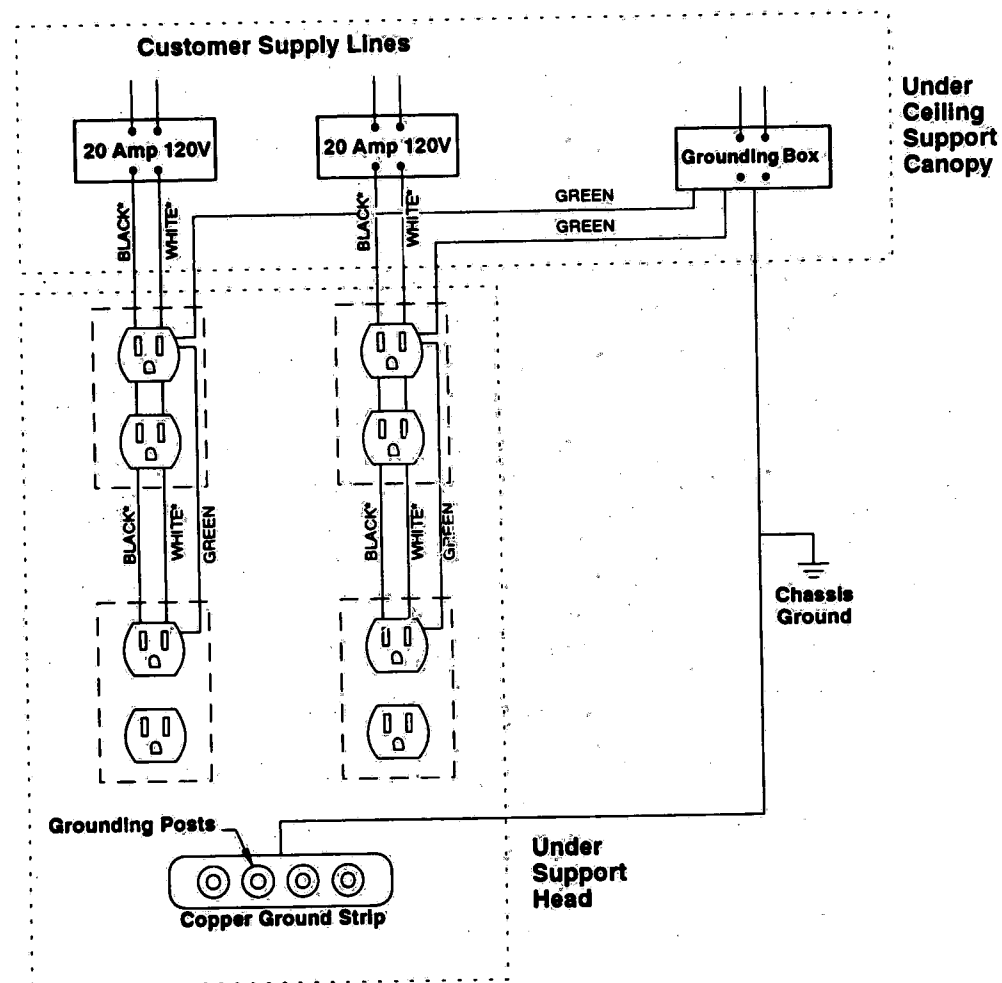 Customer Supply Lines
Under
Ceiling
Support
Canopy
20 Amp 120V
20 Amp 120V
Grounding Box
GREEN
GREEN
BLACK*
WHITE*
BLACK*
WHITE*
BLACK*
WHITE*
GREEN
BLACK*
WHITE*
GREEN
Chassis
Ground
Grounding Posts
Under
Support
Head
Copper Ground Strip